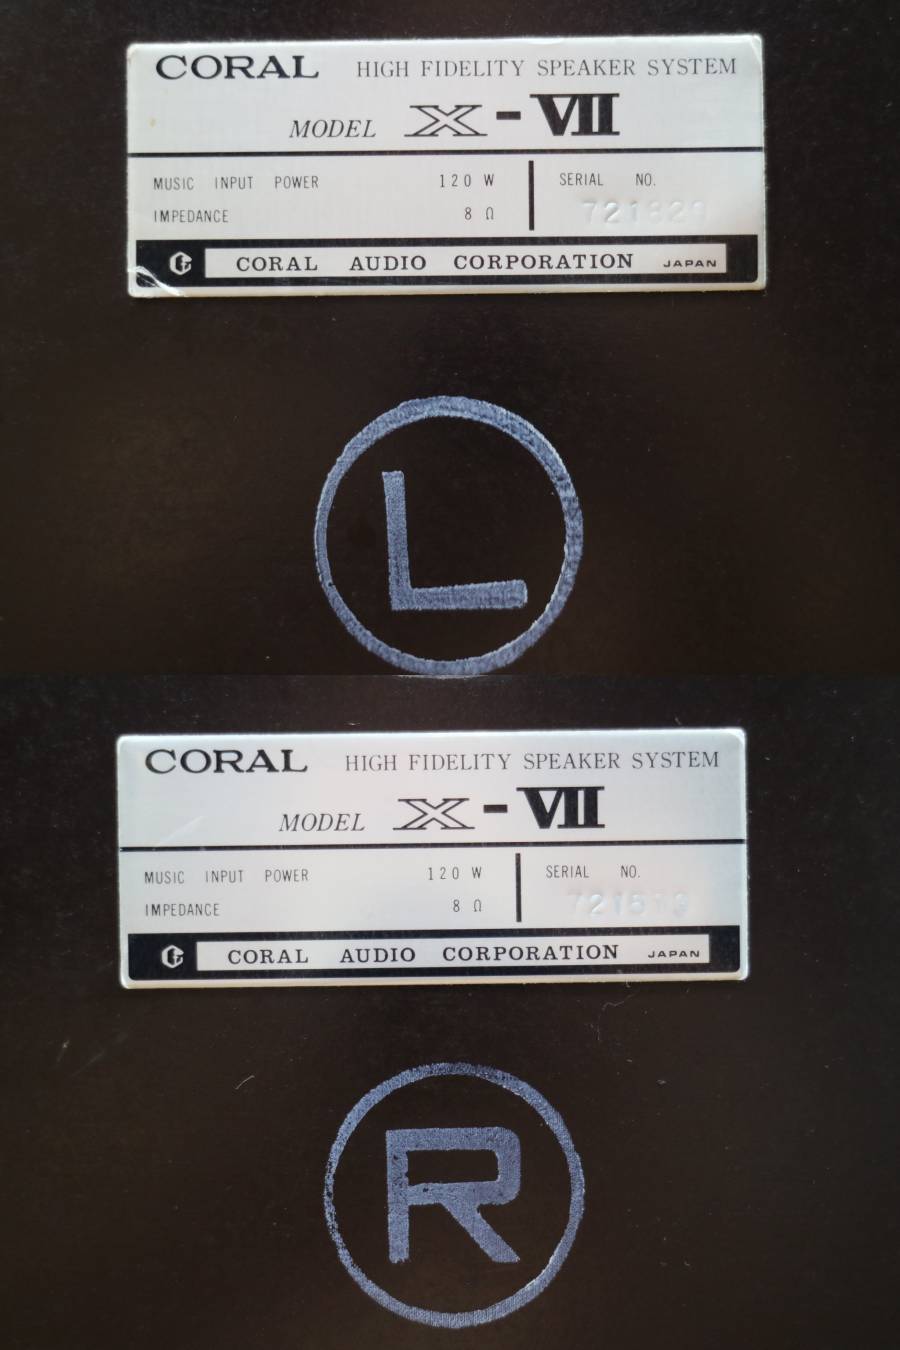 CORAL HIGH FIDELITY SPEAKER SYSTEM
MODEL X-VII
MUSIC INPUT POWER 120 W
SERIAL NO.
IMPEDANCE 8 Ω
CORAL AUDIO CORPORATION JAPAN
L
CORAL HIGH FIDELITY SPEAKER SYSTEM
MODEL X-VII
MUSIC INPUT POWER 120 W
SERIAL NO.
IMPEDANCE 8 Ω
CORAL AUDIO CORPORATION JAPAN
R